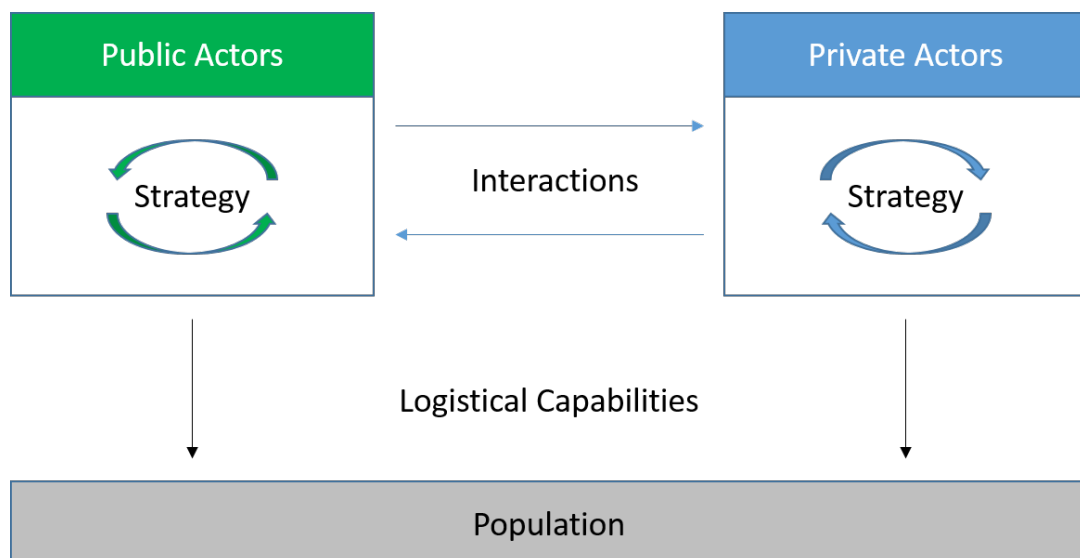 Public Actors
Private Actors
Strategy
Interactions
Strategy
Logistical Capabilities
Population